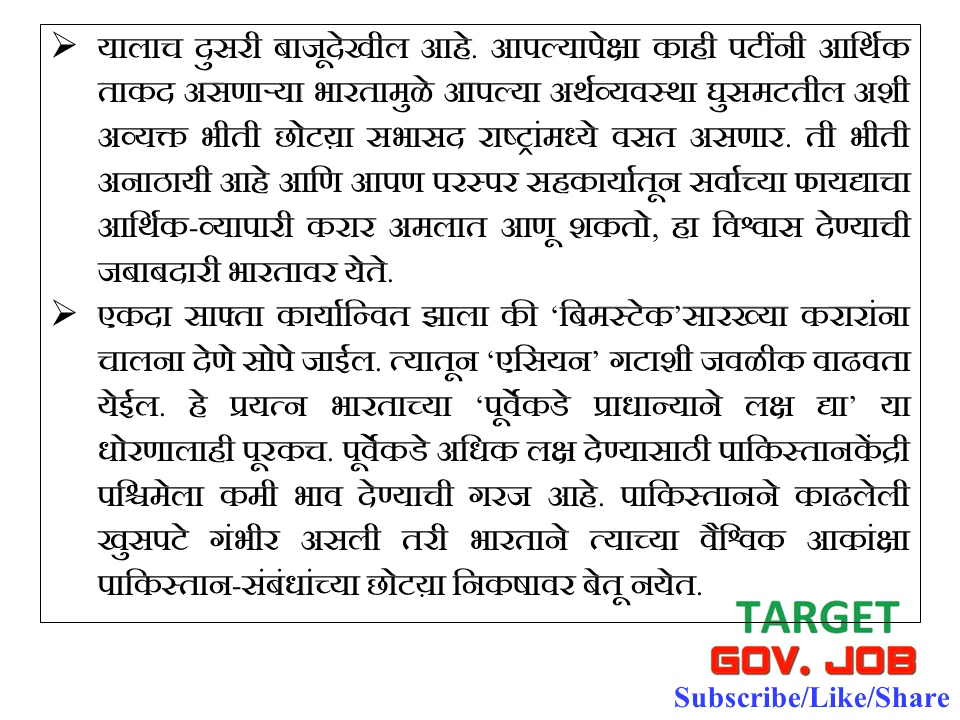 ➢ यालाच दुसरी बाजूदेखील आहे. आपल्यापेक्षा काही पटींनी आर्थिक
ताकद असणाऱ्या भारतामुळे आपल्या अर्थव्यवस्था घुसमटतील अशी
अव्यक्त भीती छोटय़ा सभासद राष्ट्रांमध्ये वसत असणार. ती भीती
अनाठायी आहे आणि आपण परस्पर सहकार्यातून सर्वाच्या फायद्याचा
आर्थिक-व्यापारी करार अमलात आणू शकतो, हा विश्वास देण्याची
जबाबदारी भारतावर येते.
➢ एकदा साफ्ता कार्यान्वित झाला की ‘बिमस्टेक’सारख्या करारांना
चालना देणे सोपे जाईल. त्यातून ‘एसियन’ गटाशी जवळीक वाढवता
येईल. हे प्रयत्न भारताच्या ‘पूर्वेकडे प्राधान्याने लक्ष द्या’ या
धोरणालाही पूरकच. पूर्वेकडे अधिक लक्ष देण्यासाठी पाकिस्तानकेंद्री
पश्चिमेला कमी भाव देण्याची गरज आहे. पाकिस्तानने काढलेली
खुसपटे गंभीर असली तरी भारताने त्याच्या वैश्विक आकांक्षा
पाकिस्तान-संबंधांच्या छोटय़ा निकषावर बेतू नयेत.
TARGET
GOV. JOB
Subscribe/Like/Share